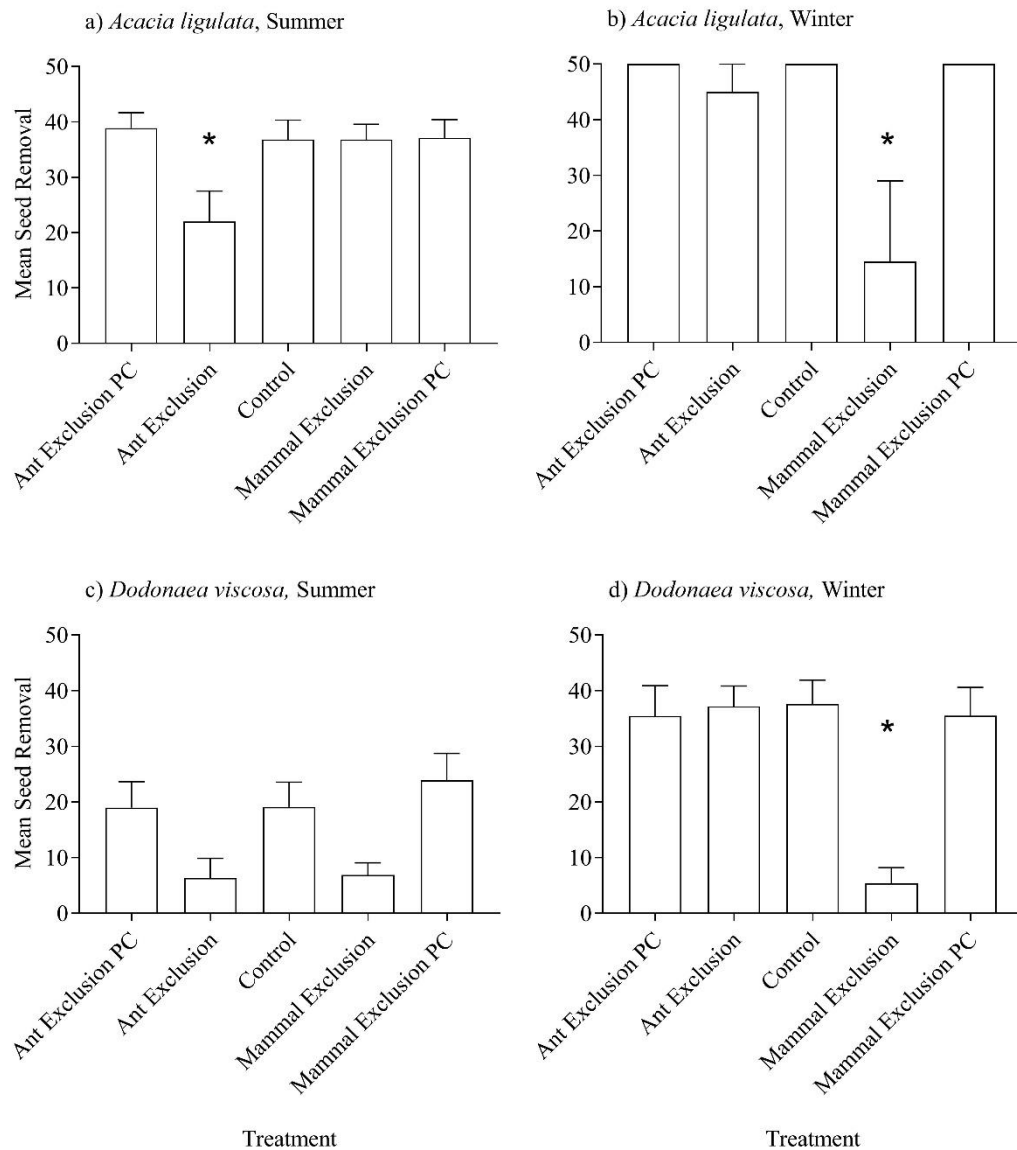 a) Acacia ligulata, Summer
50
40
30
20
10
0
Mean Seed Removal
*
Ant Exclusion PC
Ant Exclusion
Control
Mammal Exclusion
Mammal Exclusion PC
b) Acacia ligulata, Winter
50
40
30
20
10
0
*
Ant Exclusion PC
Ant Exclusion
Control
Mammal Exclusion
Mammal Exclusion PC
c) Dodonaea viscosa, Summer
50
40
30
20
10
0
Mean Seed Removal
Ant Exclusion PC
Ant Exclusion
Control
Mammal Exclusion
Mammal Exclusion PC
Treatment
d) Dodonaea viscosa, Winter
50
40
30
20
10
0
*
Ant Exclusion PC
Ant Exclusion
Control
Mammal Exclusion
Mammal Exclusion PC
Treatment